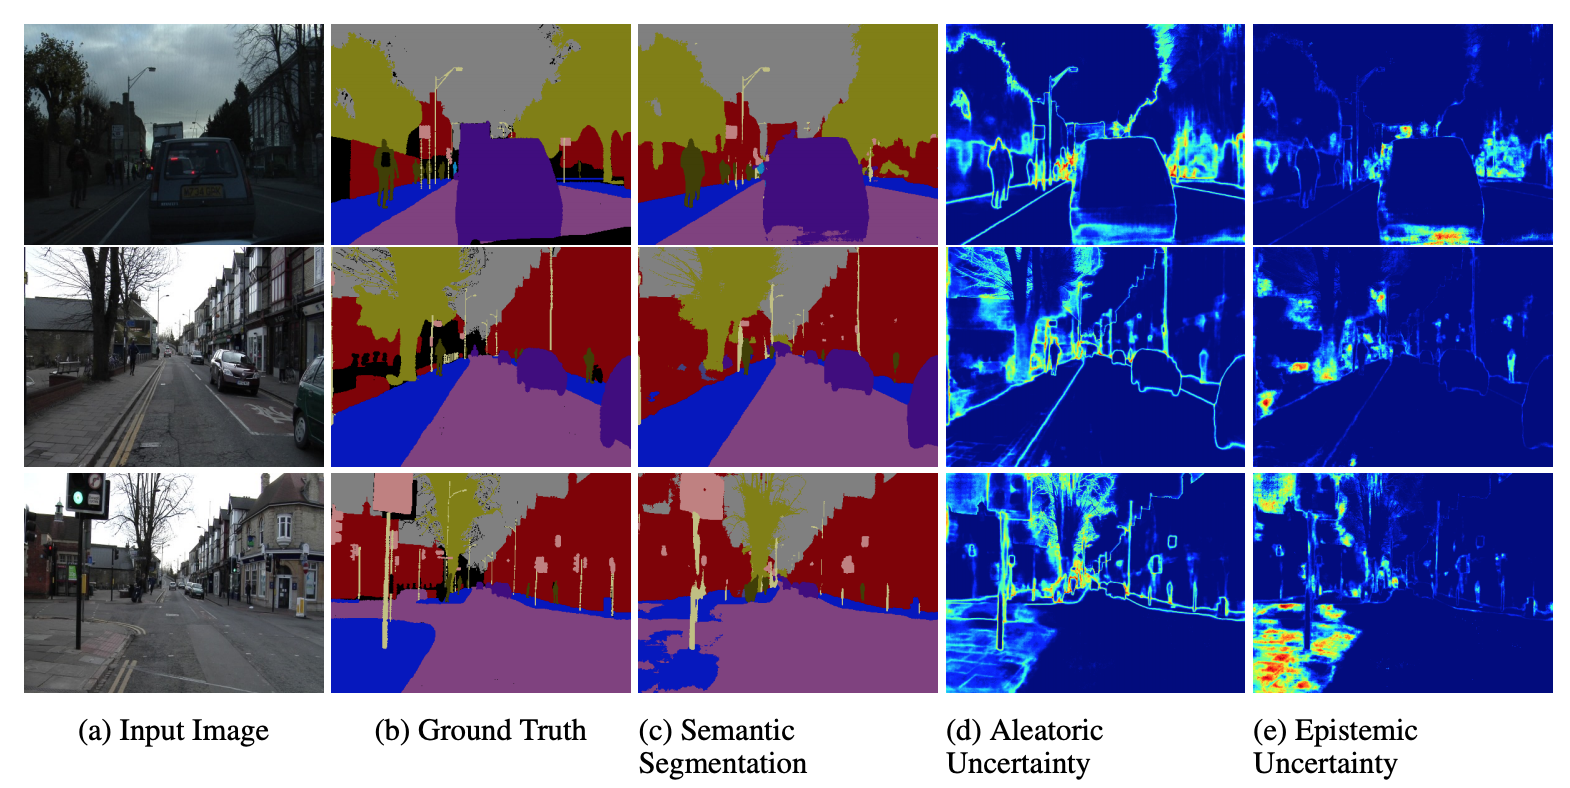 (a) Input Image
(b) Ground Truth
(c) Semantic
Segmentation
(d) Aleatoric
Uncertainty
(e) Epistemic
Uncertainty